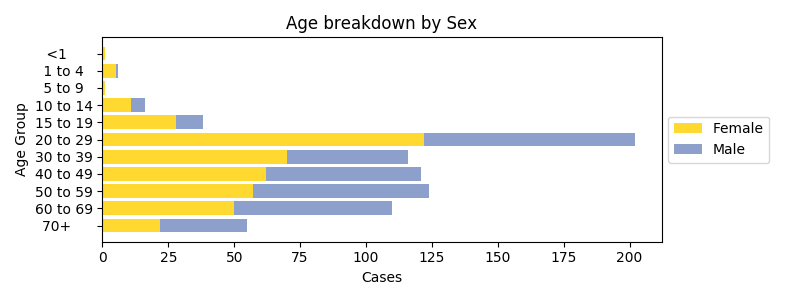 Age breakdown by Sex
Age Group
<1
1 to 4
5 to 9
10 to 14
15 to 19
20 to 29
30 to 39
40 to 49
50 to 59
60 to 69
70+
0 25 50 75 100 125 150 175 200
Cases
Female
Male